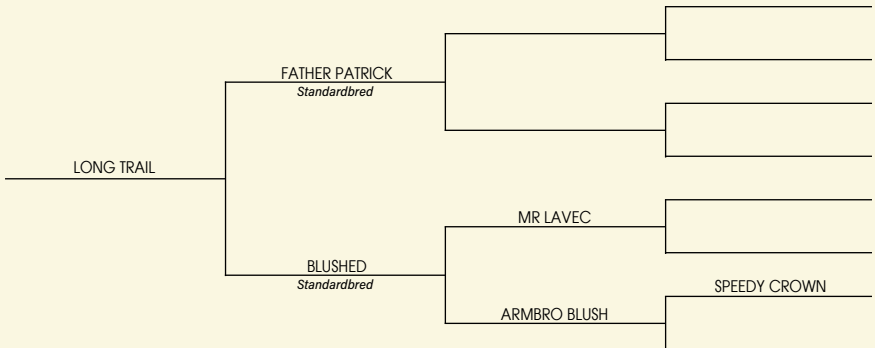 FATHER PATRICK
Standardbred
LONG TRAIL
MR LAVEC
BLUSHED
Standardbred
SPEEDY CROWN
ARMBRO BLUSH